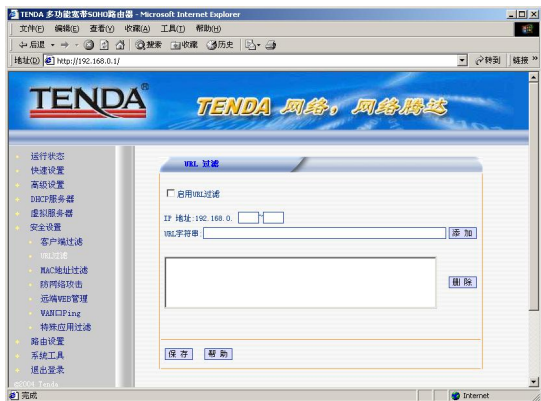 TENDA 多功能宽带SOHO路由器 - Microsoft Internet Explorer
文件(F) 编辑(E) 查看(V) 收藏(A) 工具(T) 帮助(H)
后退 搜索 收藏 历史
地址(D) http://192.168.0.1/ 转到 链接 »
TENDA®
TENDA 网络，网络腾达
运行状态
快速设置
高级设置
DHCP服务器
虚拟服务器
安全设置
客户端过滤
URL过滤
MAC地址过滤
防网络攻击
远端WEB管理
WAN口Ping
特殊应用过滤
路由设置
系统工具
退出登录
©2004 Tenda
URL 过滤
启用URL过滤
IP 地址:192.168.0. ~
URL字符串: 添 加
删 除
保 存 帮 助
完成 Internet